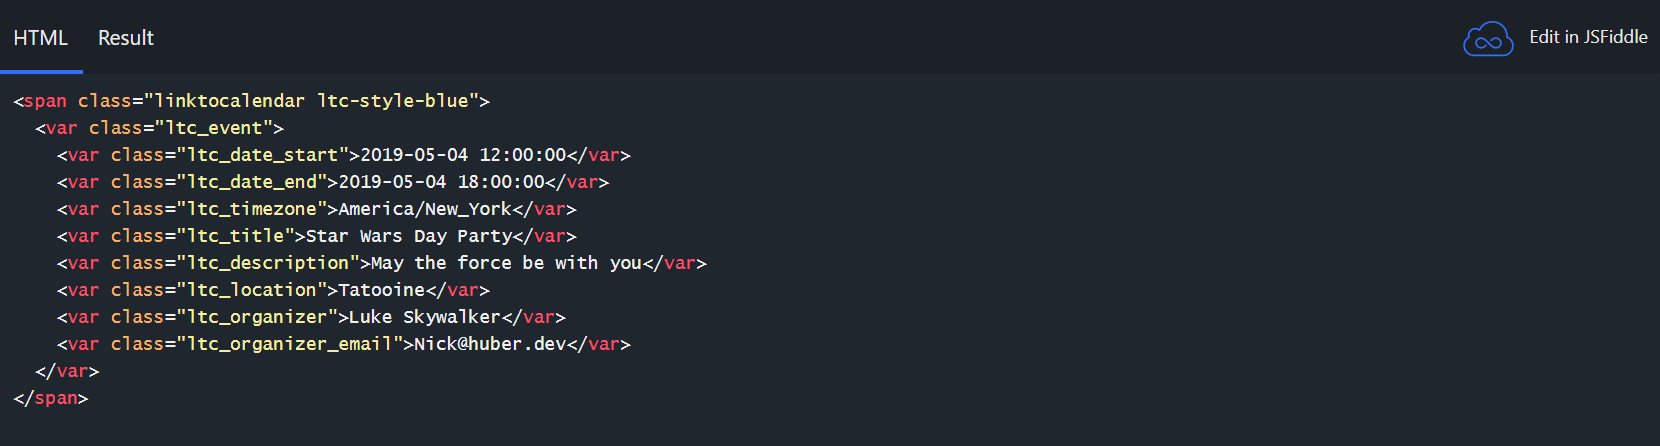 HTML Result Edit in JSFiddle
<span class="linktocalendar ltc-style-blue">
  <var class="ltc_event">
    <var class="ltc_date_start">2019-05-04 12:00:00</var>
    <var class="ltc_date_end">2019-05-04 18:00:00</var>
    <var class="ltc_timezone">America/New_York</var>
    <var class="ltc_title">Star Wars Day Party</var>
    <var class="ltc_description">May the force be with you</var>
    <var class="ltc_location">Tatooine</var>
    <var class="ltc_organizer">Luke Skywalker</var>
    <var class="ltc_organizer_email">Nick@huber.dev</var>
  </var>
</span>